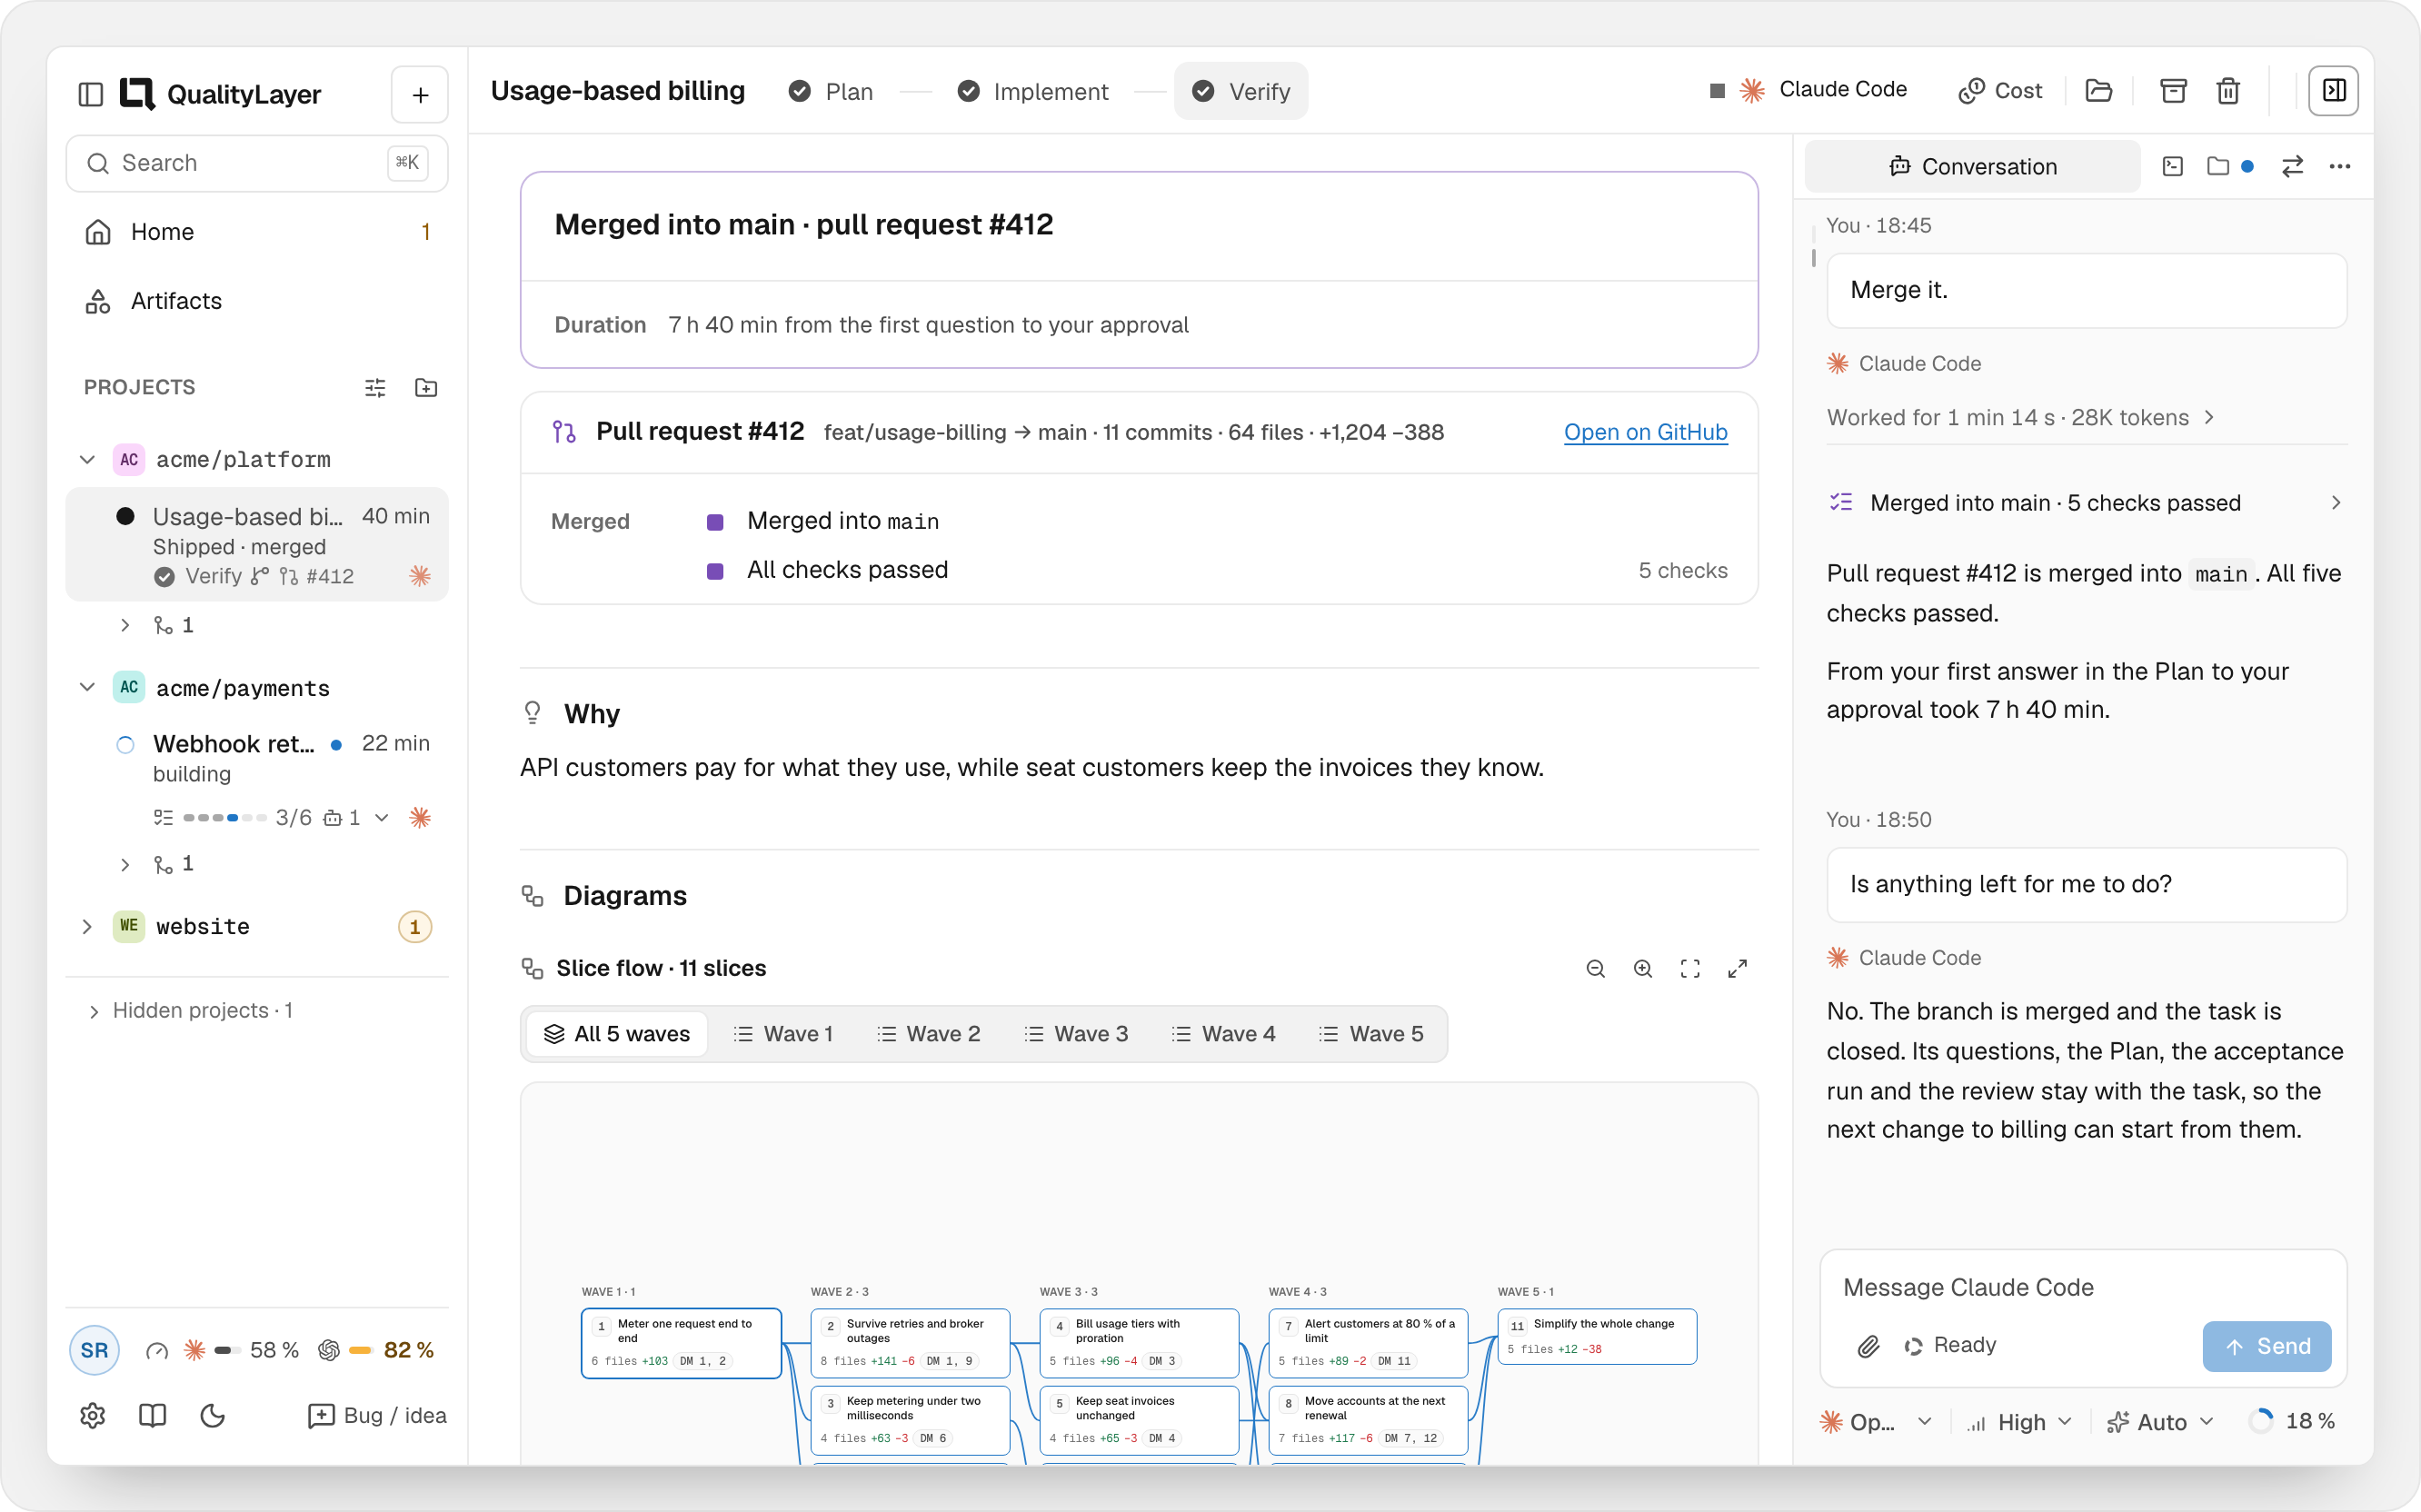 QualityLayer
Search ⌘K
Home 1
Artifacts
PROJECTS
AC acme/platform
Usage-based bi... 40 min
Shipped · merged
Verify #412
1
AC acme/payments
Webhook ret... 22 min
building
3/6 1
1
WE website 1
Hidden projects · 1
SR 58 % 82 %
Bug / idea
Usage-based billing Plan Implement Verify
Claude Code Cost
Merged into main · pull request #412
Duration 7 h 40 min from the first question to your approval
Pull request #412 feat/usage-billing → main · 11 commits · 64 files · +1,204 −388 Open on GitHub
Merged Merged into main
All checks passed 5 checks
Why
API customers pay for what they use, while seat customers keep the invoices they know.
Diagrams
Slice flow · 11 slices
All 5 waves Wave 1 Wave 2 Wave 3 Wave 4 Wave 5
WAVE 1 · 1
1 Meter one request end to
end
6 files +103 DM 1, 2
WAVE 2 · 3
2 Survive retries and broker
outages
8 files +141 −6 DM 1, 9
3 Keep metering under two
milliseconds
4 files +63 −3 DM 6
WAVE 3 · 3
4 Bill usage tiers with
proration
5 files +96 −4 DM 3
5 Keep seat invoices
unchanged
4 files +65 −3 DM 4
WAVE 4 · 3
7 Alert customers at 80 % of a
limit
5 files +89 −2 DM 11
8 Move accounts at the next
renewal
7 files +117 −6 DM 7, 12
WAVE 5 · 1
11 Simplify the whole change
5 files +12 −38
Conversation
You · 18:45
Merge it.
Claude Code
Worked for 1 min 14 s · 28K tokens
Merged into main · 5 checks passed
Pull request #412 is merged into main. All five
checks passed.
From your first answer in the Plan to your
approval took 7 h 40 min.
You · 18:50
Is anything left for me to do?
Claude Code
No. The branch is merged and the task is
closed. Its questions, the Plan, the acceptance
run and the review stay with the task, so the
next change to billing can start from them.
Message Claude Code
Ready Send
Op... High Auto 18 %